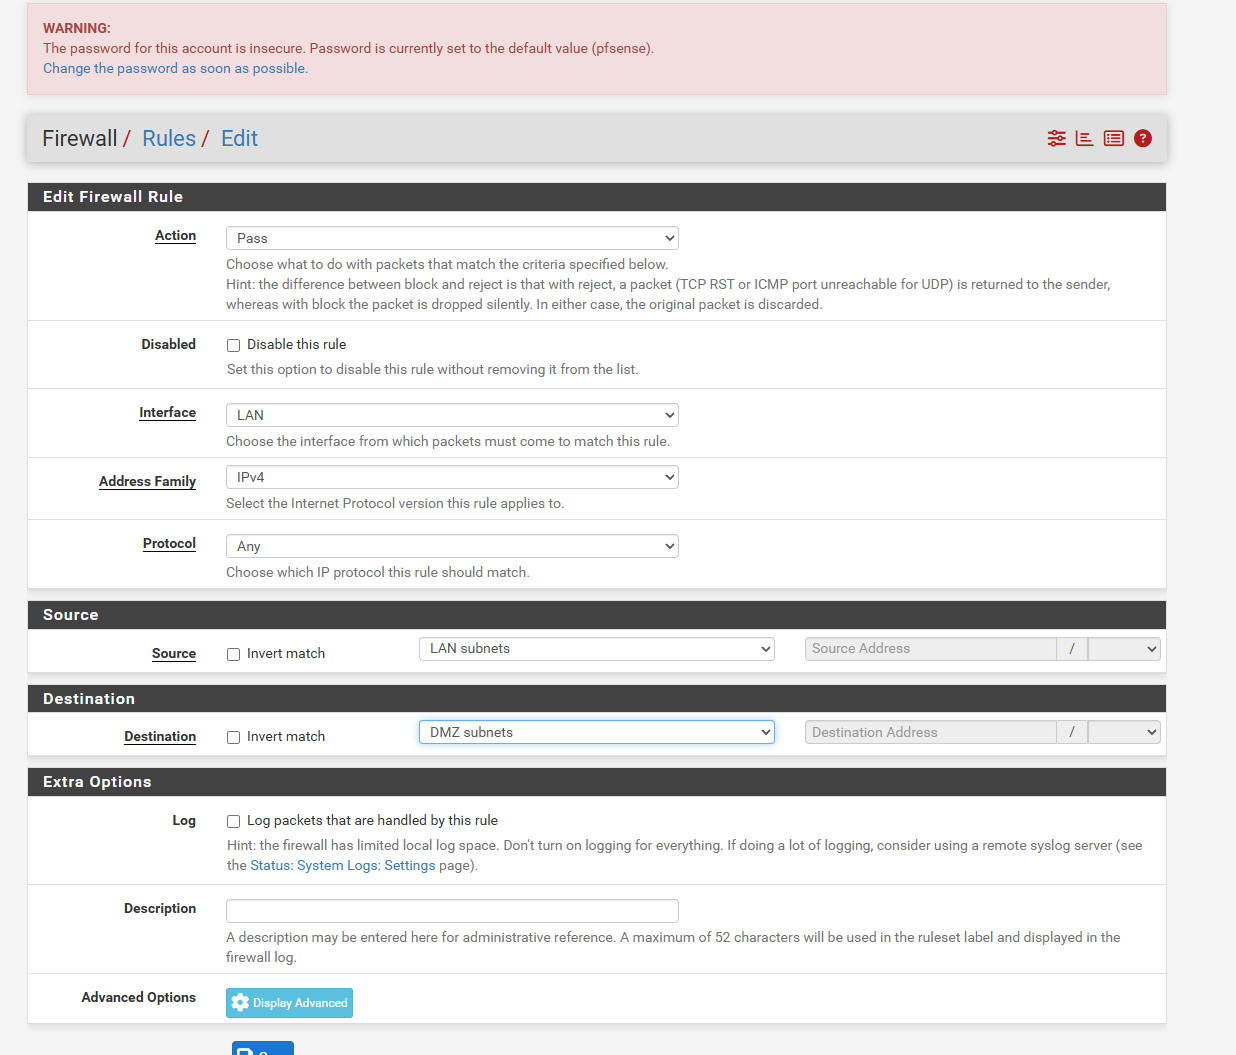 WARNING:
The password for this account is insecure. Password is currently set to the default value (pfsense).
Change the password as soon as possible.
Firewall / Rules / Edit
?
Edit Firewall Rule
Action
Pass
Choose what to do with packets that match the criteria specified below.
Hint: the difference between block and reject is that with reject, a packet (TCP RST or ICMP port unreachable for UDP) is returned to the sender,
whereas with block the packet is dropped silently. In either case, the original packet is discarded.
Disabled
Disable this rule
Set this option to disable this rule without removing it from the list.
Interface
LAN
Choose the interface from which packets must come to match this rule.
Address Family
IPv4
Select the Internet Protocol version this rule applies to.
Protocol
Any
Choose which IP protocol this rule should match.
Source
Source
Invert match
LAN subnets
Source Address
/
Destination
Destination
Invert match
DMZ subnets
Destination Address
/
Extra Options
Log
Log packets that are handled by this rule
Hint: the firewall has limited local log space. Don't turn on logging for everything. If doing a lot of logging, consider using a remote syslog server (see
the Status: System Logs: Settings page).
Description
A description may be entered here for administrative reference. A maximum of 52 characters will be used in the ruleset label and displayed in the
firewall log.
Advanced Options
Display Advanced